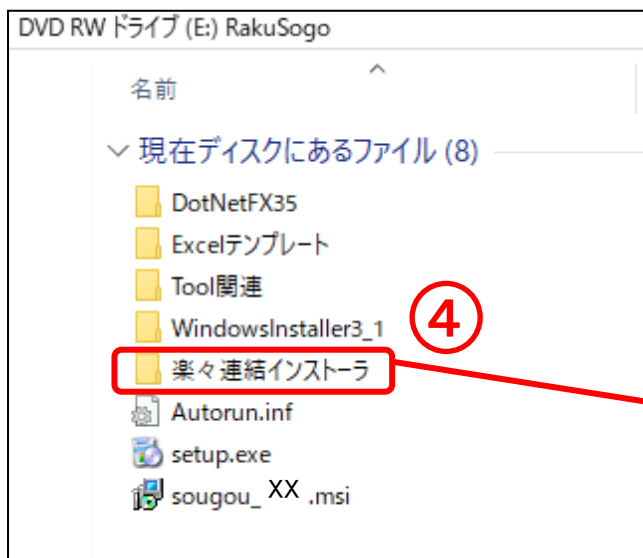 DVD RW ドライブ (E:) RakuSogo
名前
現在ディスクにあるファイル (8)
DotNetFX35
Excelテンプレート
Tool関連
WindowsInstaller3_1
④
楽々連結インストーラ
Autorun.inf
setup.exe
sougou_ XX .msi